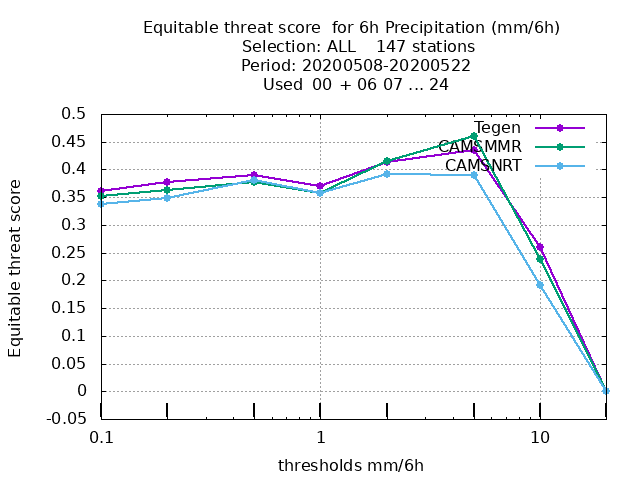 Equitable threat score  for 6h Precipitation (mm/6h)
Selection: ALL    147 stations
Period: 20200508-20200522
Used  00 + 06 07 ... 24
Equitable threat score
0.5
0.45
0.4
0.35
0.3
0.25
0.2
0.15
0.1
0.05
0
-0.05
Tegen
CAMSMMR
CAMSNRT
0.1
1
10
thresholds mm/6h